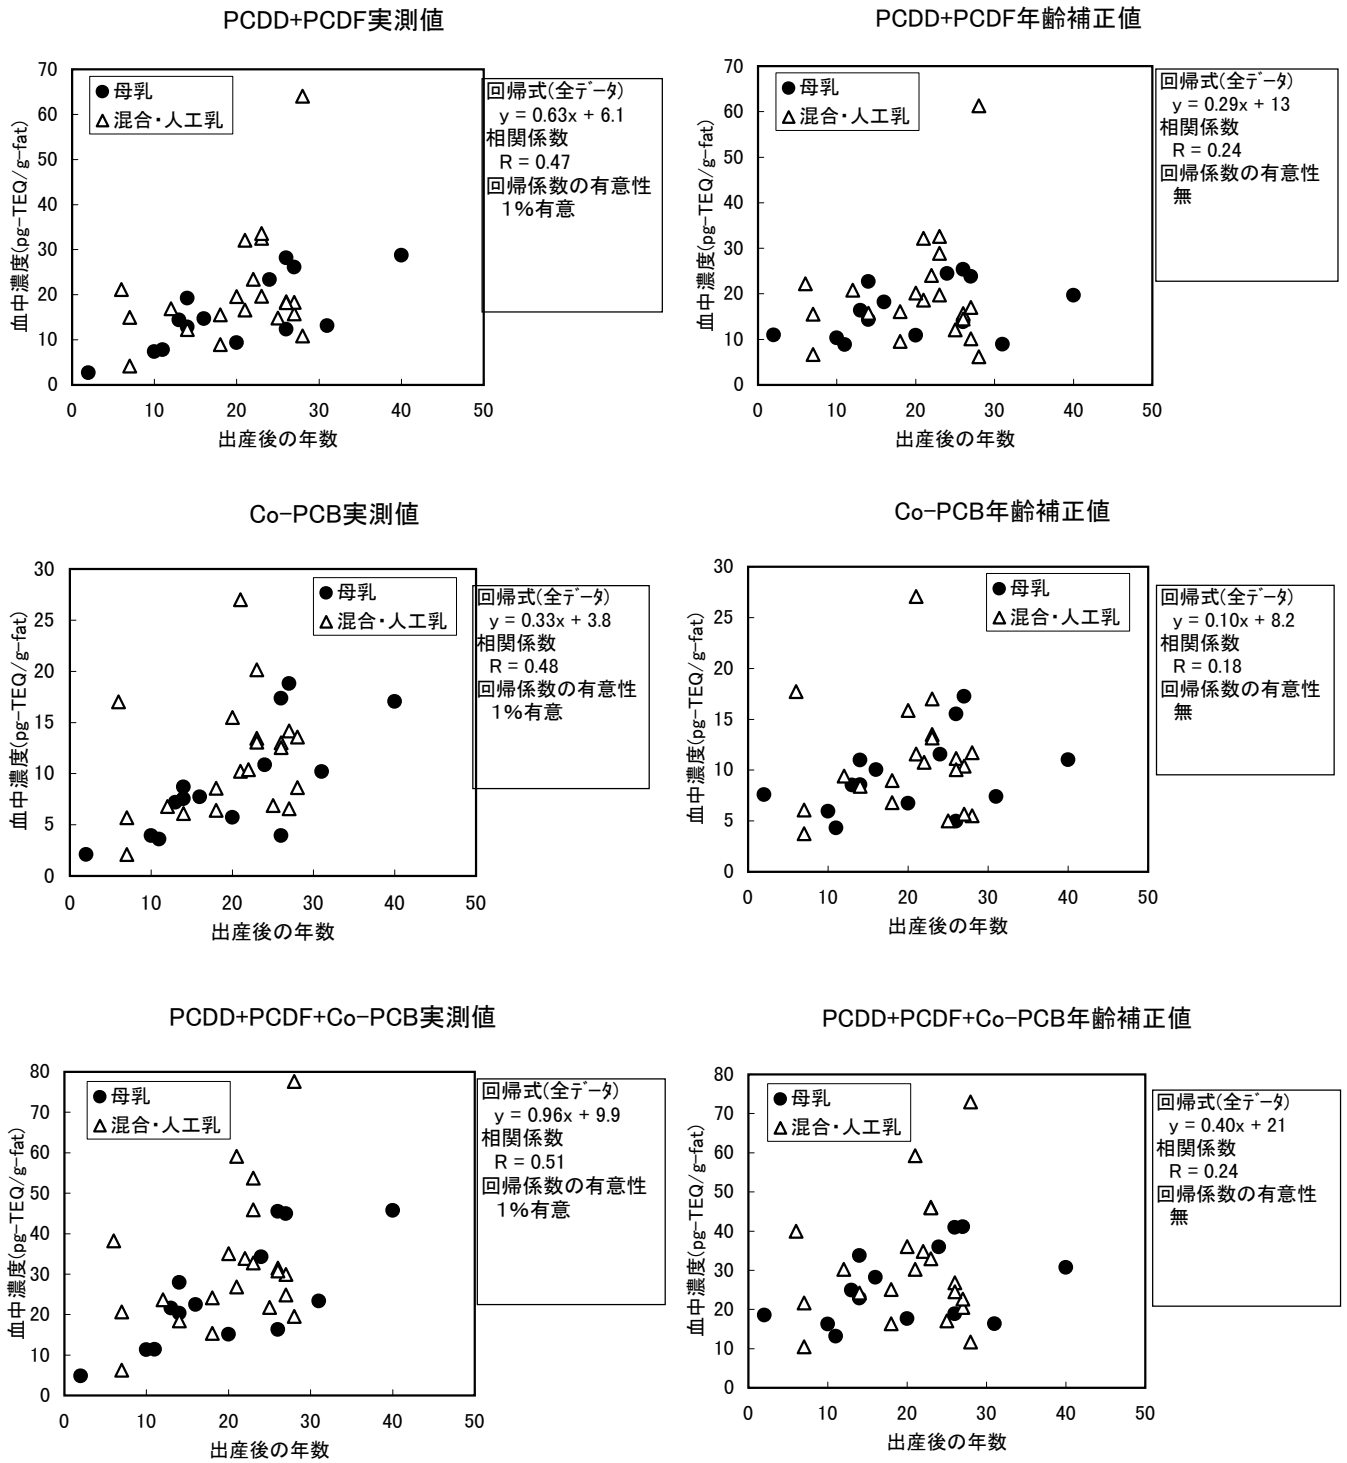 PCDD+PCDF実測値
70
60
50
40
30
20
10
0
0
10
20
30
40
50
血中濃度(pg-TEQ/g-fat)
出産後の年数
母乳
混合・人工乳
回帰式(全ﾃﾞｰﾀ)
y = 0.63x + 6.1
相関係数
R = 0.47
回帰係数の有意性
1%有意
PCDD+PCDF年齢補正値
70
60
50
40
30
20
10
0
0
10
20
30
40
50
血中濃度(pg-TEQ/g-fat)
出産後の年数
母乳
混合・人工乳
回帰式(全ﾃﾞｰﾀ)
y = 0.29x + 13
相関係数
R = 0.24
回帰係数の有意性
無
Co-PCB実測値
30
25
20
15
10
5
0
0
10
20
30
40
50
血中濃度(pg-TEQ/g-fat)
出産後の年数
母乳
混合・人工乳
回帰式(全ﾃﾞｰﾀ)
y = 0.33x + 3.8
相関係数
R = 0.48
回帰係数の有意性
1%有意
Co-PCB年齢補正値
30
25
20
15
10
5
0
0
10
20
30
40
50
血中濃度(pg-TEQ/g-fat)
出産後の年数
母乳
混合・人工乳
回帰式(全ﾃﾞｰﾀ)
y = 0.10x + 8.2
相関係数
R = 0.18
回帰係数の有意性
無
PCDD+PCDF+Co-PCB実測値
80
70
60
50
40
30
20
10
0
0
10
20
30
40
50
血中濃度(pg-TEQ/g-fat)
出産後の年数
母乳
混合・人工乳
回帰式(全ﾃﾞｰﾀ)
y = 0.96x + 9.9
相関係数
R = 0.51
回帰係数の有意性
1%有意
PCDD+PCDF+Co-PCB年齢補正値
80
70
60
50
40
30
20
10
0
0
10
20
30
40
50
血中濃度(pg-TEQ/g-fat)
出産後の年数
母乳
混合・人工乳
回帰式(全ﾃﾞｰﾀ)
y = 0.40x + 21
相関係数
R = 0.24
回帰係数の有意性
無